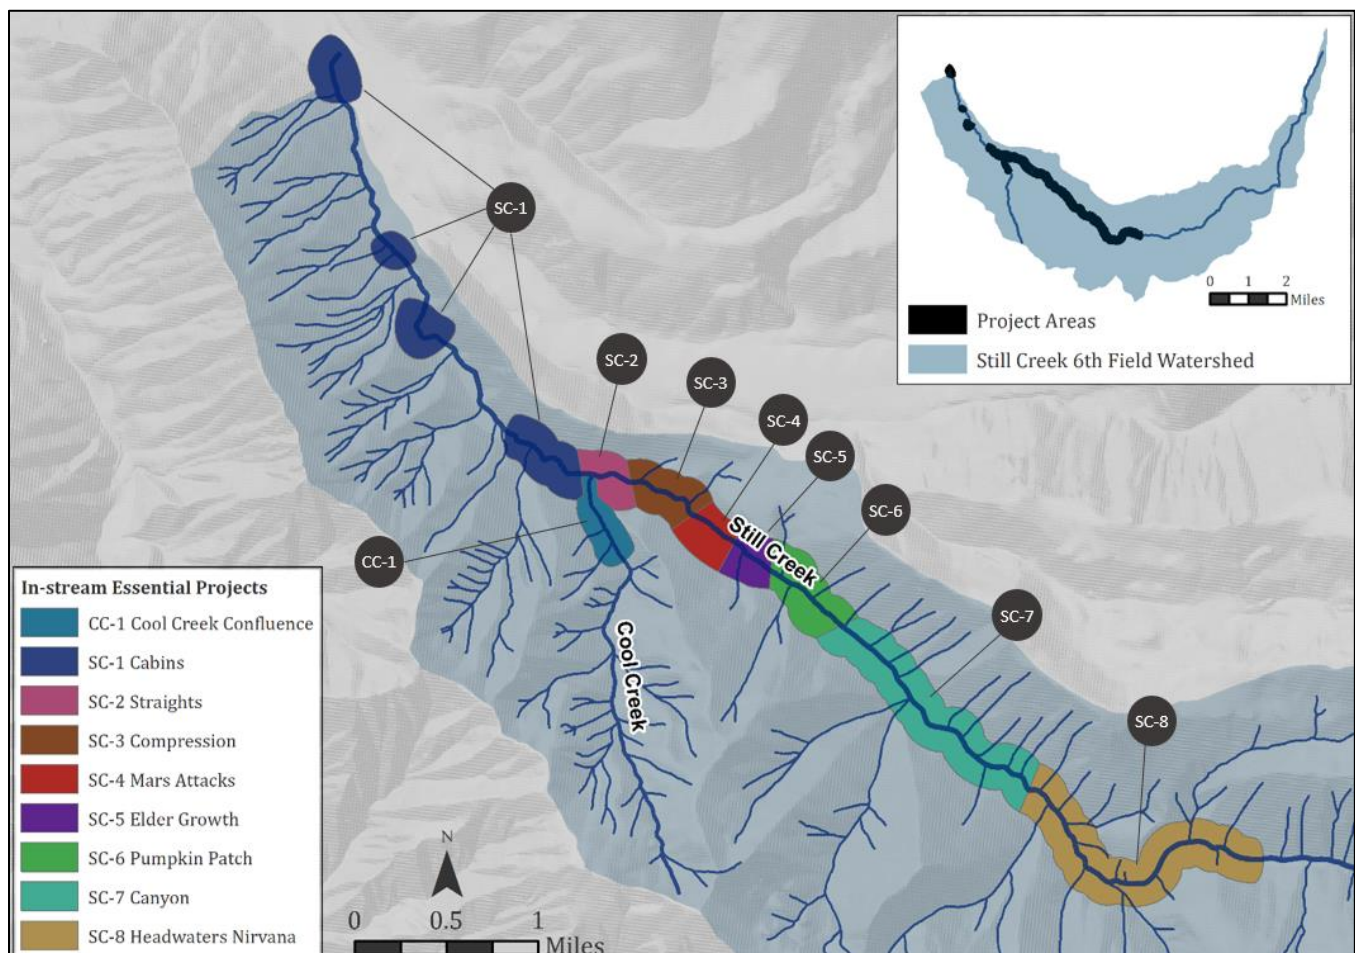 SC-1
SC-2
SC-3
SC-4
SC-5
SC-6
CC-1
SC-7
SC-8
Still Creek
Cool Creek
0 1 2
Miles
Project Areas
Still Creek 6th Field Watershed
In-stream Essential Projects
CC-1 Cool Creek Confluence
SC-1 Cabins
SC-2 Straights
SC-3 Compression
SC-4 Mars Attacks
SC-5 Elder Growth
SC-6 Pumpkin Patch
SC-7 Canyon
SC-8 Headwaters Nirvana
N
0 0.5 1
Miles